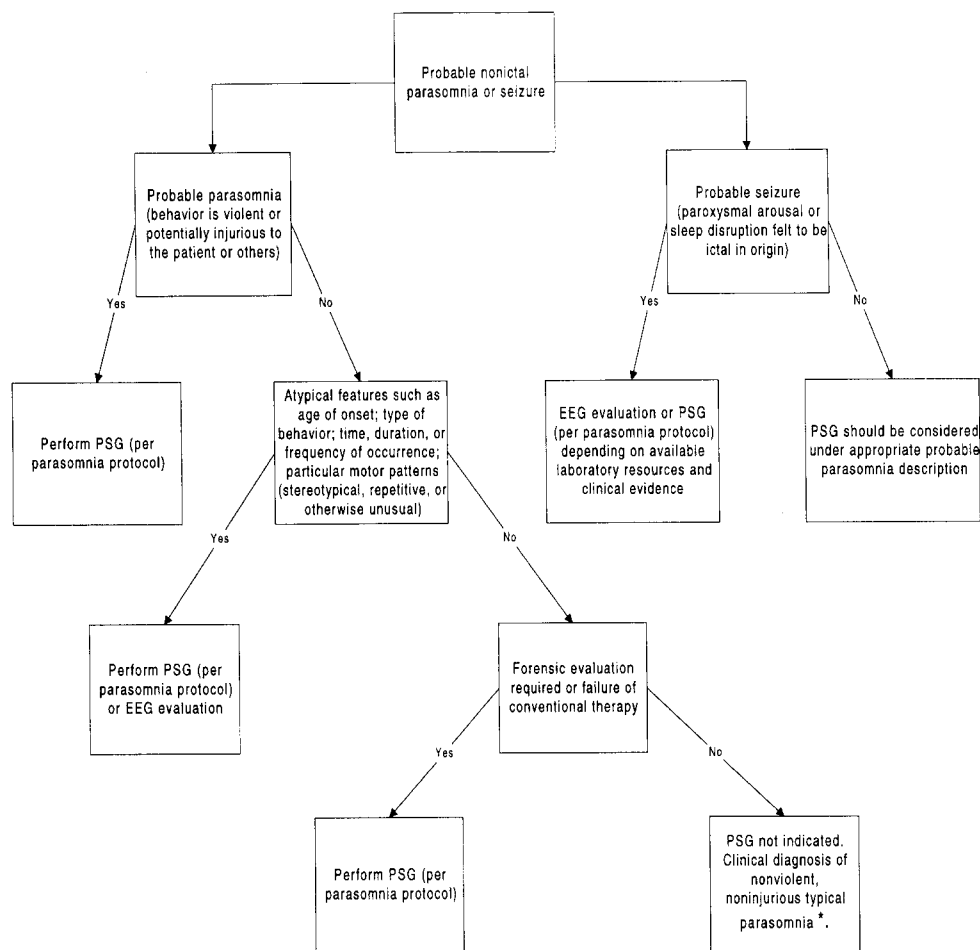 Probable nonictal
parasomnia or seizure
Probable parasomnia
(behavior is violent or
potentially injurious to
the patient or others)
Probable seizure
(paroxysmal arousal or
sleep disruption felt to be
ictal in origin)
Yes
No
Yes
No
Perform PSG (per
parasomnia protocol)
Atypical features such as
age of onset; type of
behavior; time, duration, or
frequency of occurrence;
particular motor patterns
(stereotypical, repetitive, or
otherwise unusual)
EEG evaluation or PSG
(per parasomnia protocol)
depending on available
laboratory resources and
clinical evidence
PSG should be considered
under appropriate probable
parasomnia description
Yes
No
Perform PSG (per
parasomnia protocol)
or EEG evaluation
Forensic evaluation
required or failure of
conventional therapy
Yes
No
Perform PSG (per
parasomnia protocol)
PSG not indicated.
Clinical diagnosis of
nonviolent,
noninjurious typical
parasomnia *.